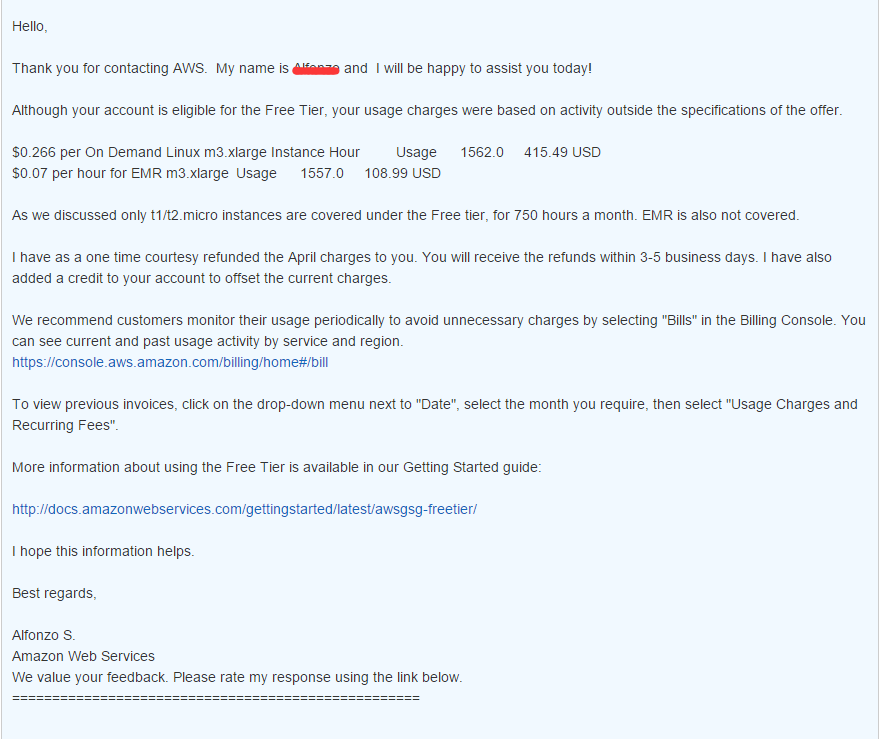 Hello,
Thank you for contacting AWS. My name is and I will be happy to assist you today!
Although your account is eligible for the Free Tier, your usage charges were based on activity outside the specifications of the offer.
$0.266 per On Demand Linux m3.xlarge Instance Hour Usage 1562.0 415.49 USD
$0.07 per hour for EMR m3.xlarge Usage 1557.0 108.99 USD
As we discussed only t1/t2.micro instances are covered under the Free tier, for 750 hours a month. EMR is also not covered.
I have as a one time courtesy refunded the April charges to you. You will receive the refunds within 3-5 business days. I have also
added a credit to your account to offset the current charges.
We recommend customers monitor their usage periodically to avoid unnecessary charges by selecting "Bills" in the Billing Console. You
can see current and past usage activity by service and region.
https://console.aws.amazon.com/billing/home#/bill
To view previous invoices, click on the drop-down menu next to "Date", select the month you require, then select "Usage Charges and
Recurring Fees".
More information about using the Free Tier is available in our Getting Started guide:
http://docs.amazonwebservices.com/gettingstarted/latest/awsgsg-freetier/
I hope this information helps.
Best regards,
Alfonzo S.
Amazon Web Services
We value your feedback. Please rate my response using the link below.
===================================================